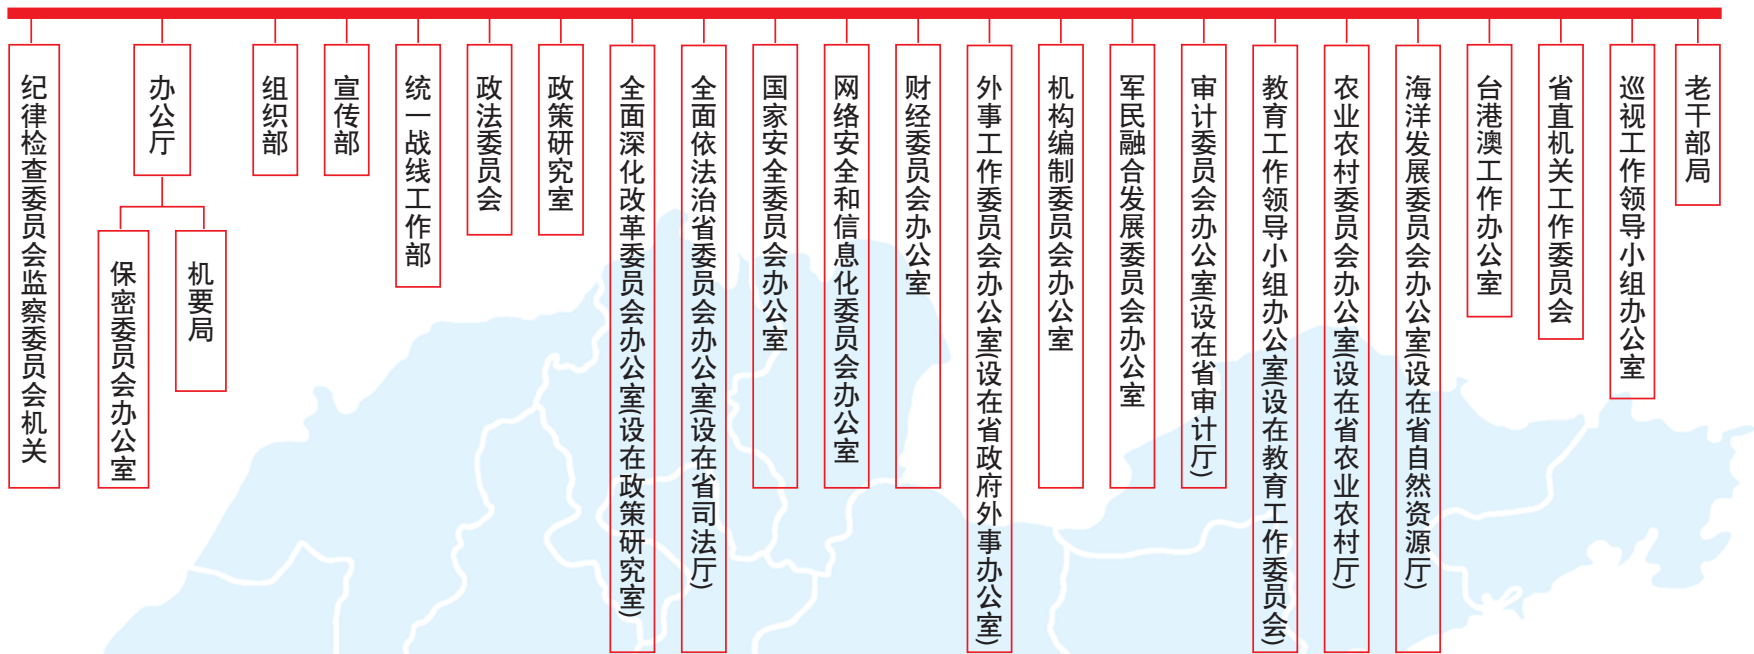 纪律检查委员会监察委员会机关
办公厅
保密委员会办公室
机要局
组织部
宣传部
统一战线工作部
政法委员会
政策研究室
全面深化改革委员会办公室(设在政策研究室)
全面依法治省委员会办公室(设在省司法厅)
国家安全委员会办公室
网络安全和信息化委员会办公室
财经委员会办公室
外事工作委员会办公室(设在省政府外事办公室)
机构编制委员会办公室
军民融合发展委员会办公室
审计委员会办公室(设在省审计厅)
教育工作领导小组办公室(设在教育工作委员会)
农业农村委员会办公室(设在省农业农村厅)
海洋发展委员会办公室(设在省自然资源厅)
台港澳工作办公室
省直机关工作委员会
巡视工作领导小组办公室
老干部局